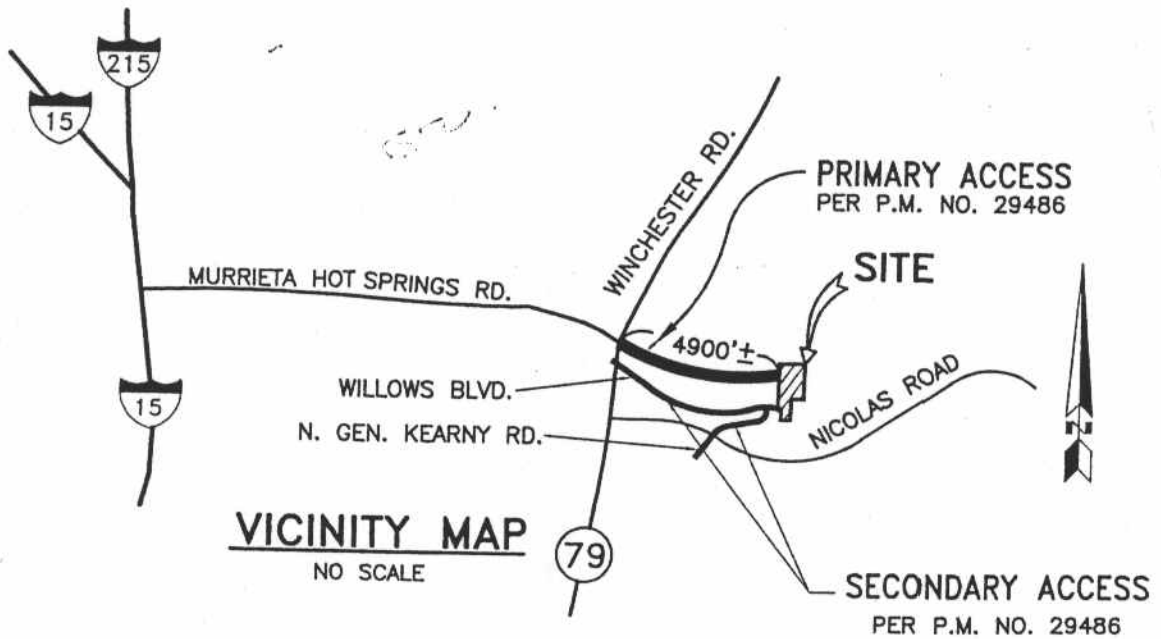 215
15
WINCHESTER RD.
PRIMARY ACCESS
PER P.M. NO. 29486
SITE
MURRIETA HOT SPRINGS RD.
4900'±
WILLOWS BLVD.
NICOLAS ROAD
15
N. GEN. KEARNY RD.
N
VICINITY MAP
NO SCALE
79
SECONDARY ACCESS
PER P.M. NO. 29486